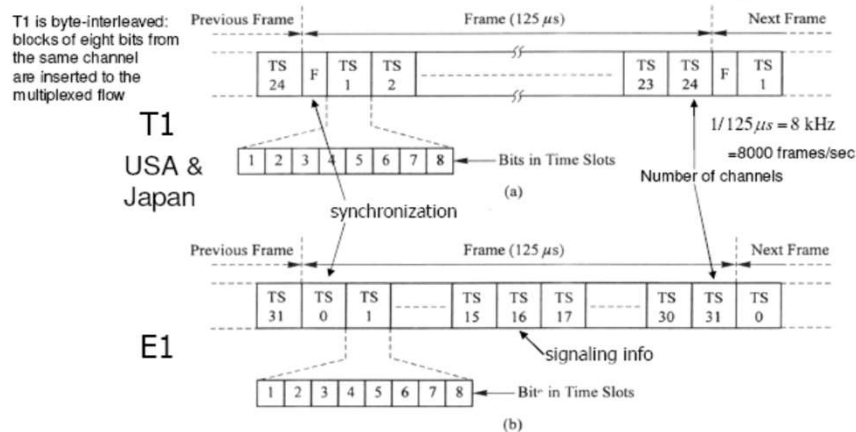 T1 is byte-interleaved:
blocks of eight bits from
the same channel
are inserted to the
multiplexed flow
Previous Frame
Frame (125 μs)
Next Frame
TS 24
F
TS 1
TS 2
TS 23
TS 24
F
TS 1
T1
USA &
Japan
1 2 3 4 5 6 7 8
Bits in Time Slots
(a)
1/125μs = 8 kHz
=8000 frames/sec
Number of channels
synchronization
Previous Frame
Frame (125 μs)
Next Frame
TS 31
TS 0
TS 1
TS 15
TS 16
TS 17
TS 30
TS 31
TS 0
E1
signaling info
1 2 3 4 5 6 7 8
in Time Slots
(b)